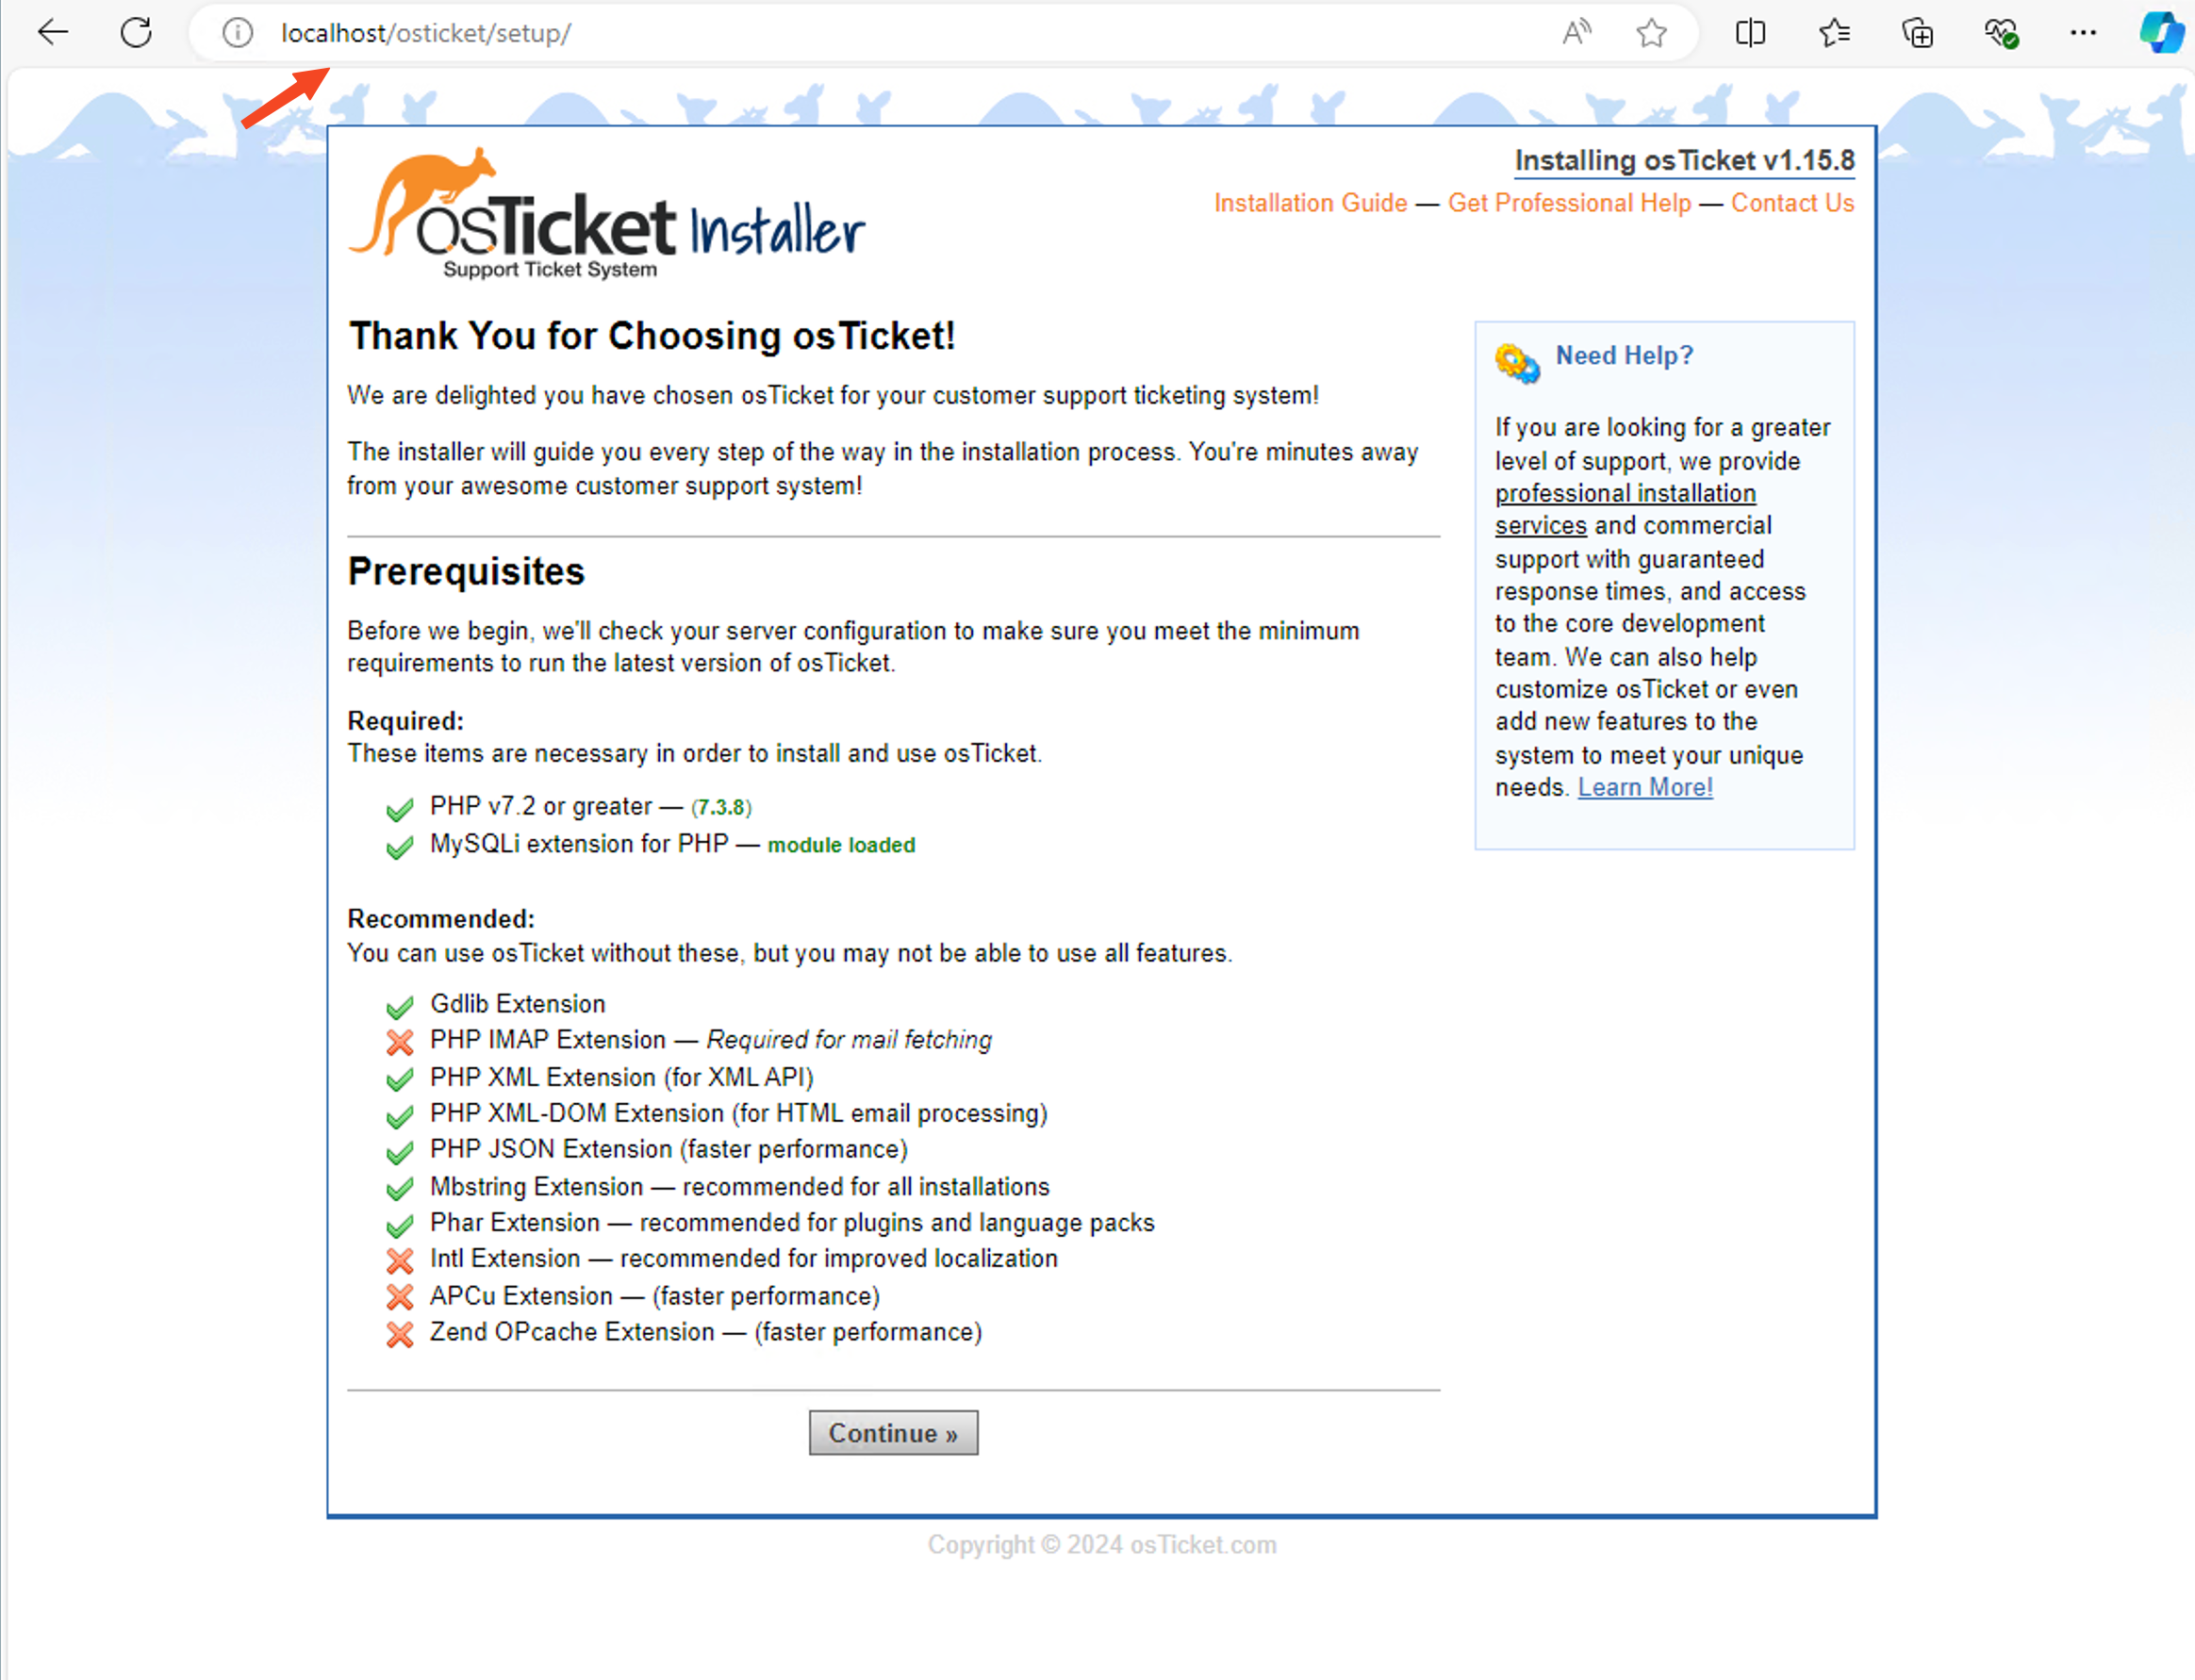 localhost/osticket/setup/
osTicket Installer
Support Ticket System
Installing osTicket v1.15.8
Installation Guide — Get Professional Help — Contact Us
Thank You for Choosing osTicket!
We are delighted you have chosen osTicket for your customer support ticketing system!
The installer will guide you every step of the way in the installation process. You're minutes away
from your awesome customer support system!
Prerequisites
Before we begin, we'll check your server configuration to make sure you meet the minimum
requirements to run the latest version of osTicket.
Required:
These items are necessary in order to install and use osTicket.
PHP v7.2 or greater — (7.3.8)
MySQLi extension for PHP — module loaded
Recommended:
You can use osTicket without these, but you may not be able to use all features.
Gdlib Extension
PHP IMAP Extension — Required for mail fetching
PHP XML Extension (for XML API)
PHP XML-DOM Extension (for HTML email processing)
PHP JSON Extension (faster performance)
Mbstring Extension — recommended for all installations
Phar Extension — recommended for plugins and language packs
Intl Extension — recommended for improved localization
APCu Extension — (faster performance)
Zend OPcache Extension — (faster performance)
Continue »
Need Help?
If you are looking for a greater
level of support, we provide
professional installation
services and commercial
support with guaranteed
response times, and access
to the core development
team. We can also help
customize osTicket or even
add new features to the
system to meet your unique
needs. Learn More!
Copyright © 2024 osTicket.com